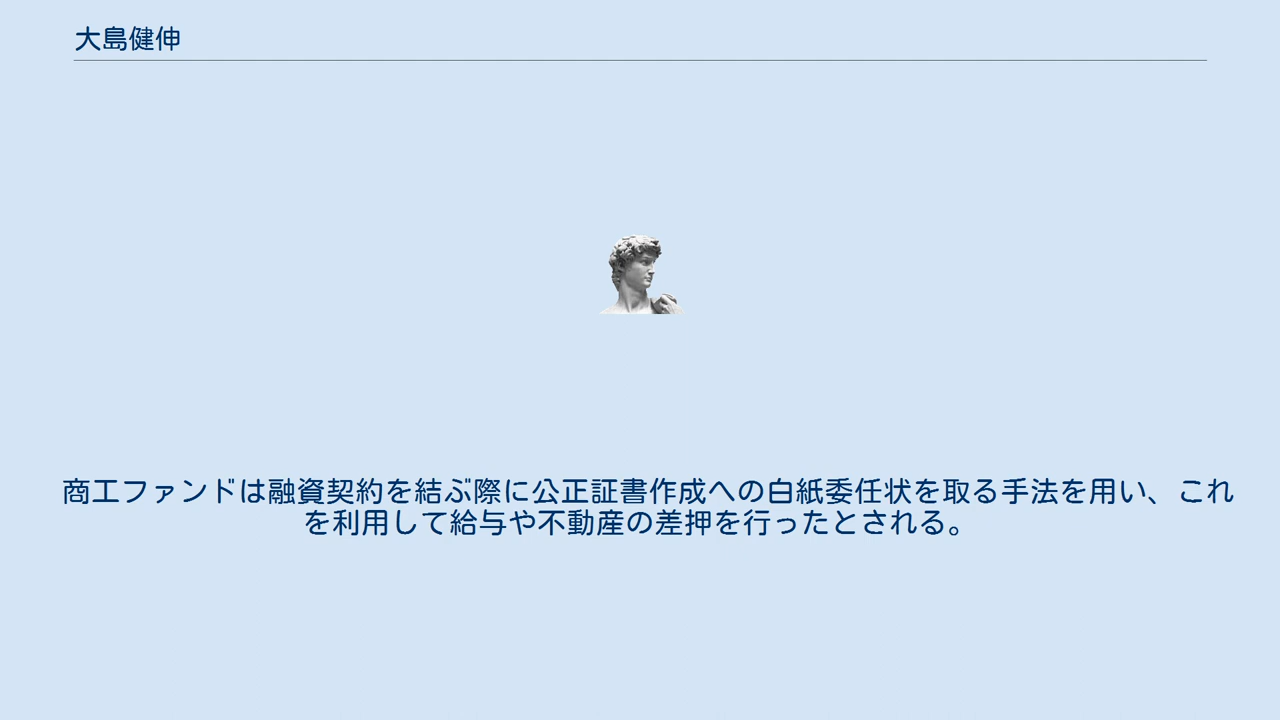 大島健伸
商工ファンドは融資契約を結ぶ際に公正証書作成への白紙委任状を取る手法を用い、これ
を利用して給与や不動産の差押を行ったとされる。